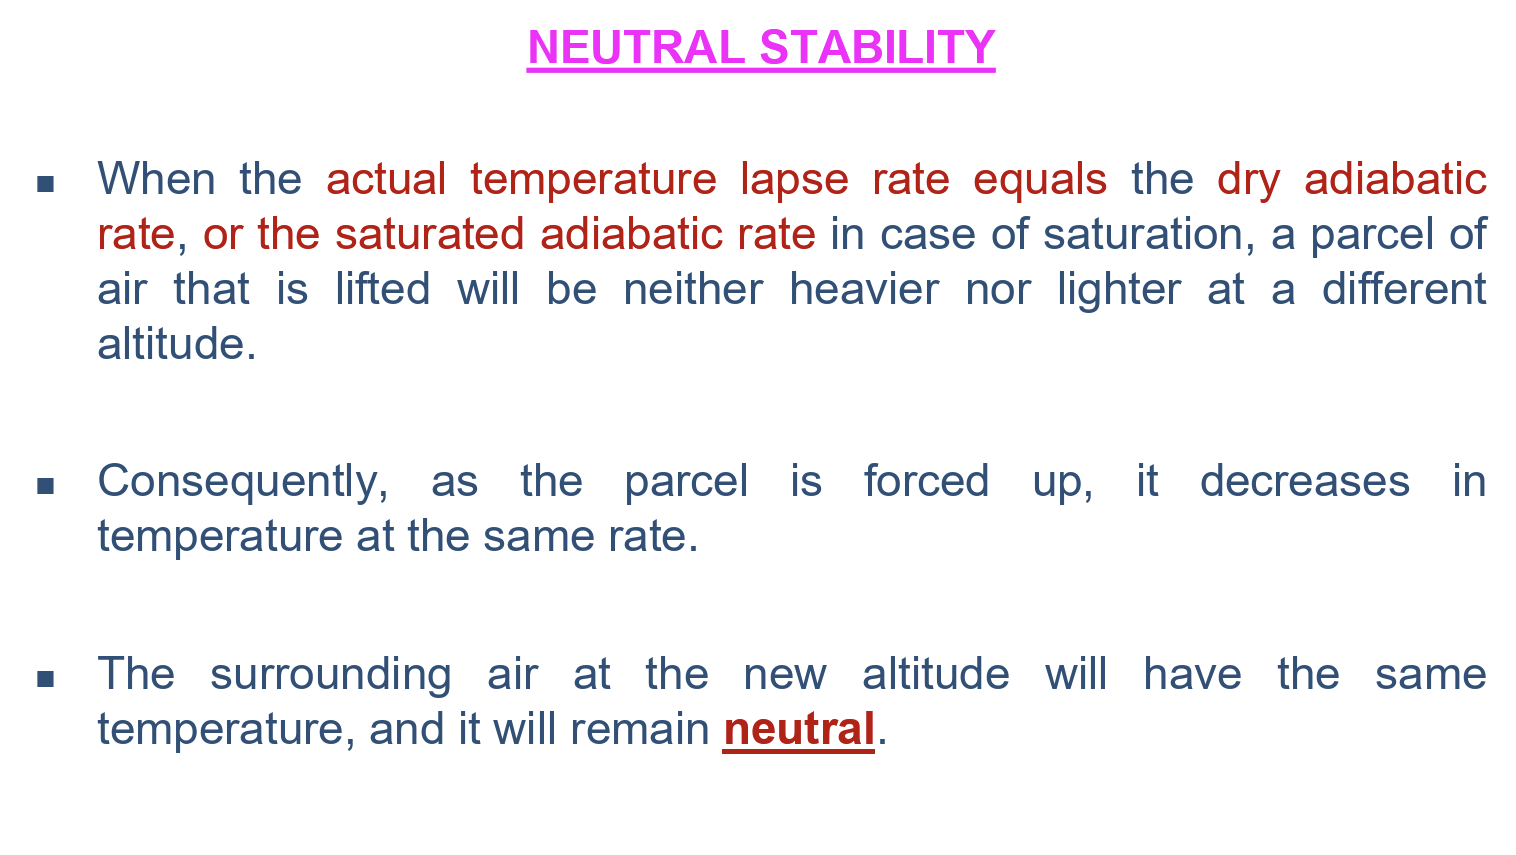 NEUTRAL STABILITY
▪ When the actual temperature lapse rate equals the dry adiabatic
rate, or the saturated adiabatic rate in case of saturation, a parcel of
air that is lifted will be neither heavier nor lighter at a different
altitude.
▪ Consequently, as the parcel is forced up, it decreases in
temperature at the same rate.
▪ The surrounding air at the new altitude will have the same
temperature, and it will remain neutral.